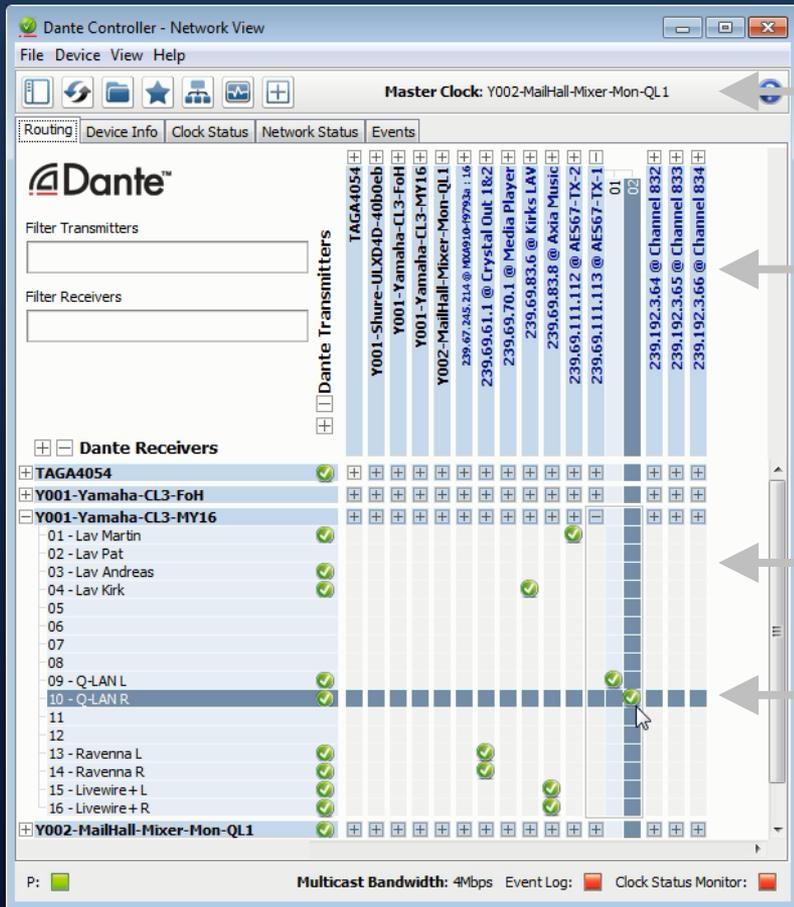 Dante Controller - Network View
File Device View Help
Master Clock: Y002-MailHall-Mixer-Mon-QL1
Routing Device Info Clock Status Network Status Events
Dante™
Filter Transmitters
Filter Receivers
Dante Transmitters
TAGA4054
Y001-Shure-ULXD4D-40b0eb
Y001-Yamaha-CL3-FoH
Y001-Yamaha-CL3-MY16
Y002-MailHall-Mixer-Mon-QL1
239.67.245.214 @ MXA910-f9793a : 16
239.69.61.1 @ Crystal Out 1&2
239.69.70.1 @ Media Player
239.69.83.6 @ Kirks LAV
239.69.83.8 @ Axia Music
239.69.111.112 @ AES67-TX-2
239.69.111.113 @ AES67-TX-1
01
02
239.192.3.64 @ Channel 832
239.192.3.65 @ Channel 833
239.192.3.66 @ Channel 834
Dante Receivers
TAGA4054
Y001-Yamaha-CL3-FoH
Y001-Yamaha-CL3-MY16
01 - Lav Martin
02 - Lav Pat
03 - Lav Andreas
04 - Lav Kirk
05
06
07
08
09 - Q-LAN L
10 - Q-LAN R
11
12
13 - Ravenna L
14 - Ravenna R
15 - Livewire+ L
16 - Livewire+ R
Y002-MailHall-Mixer-Mon-QL1
P: Multicast Bandwidth: 4Mbps Event Log: Clock Status Monitor: